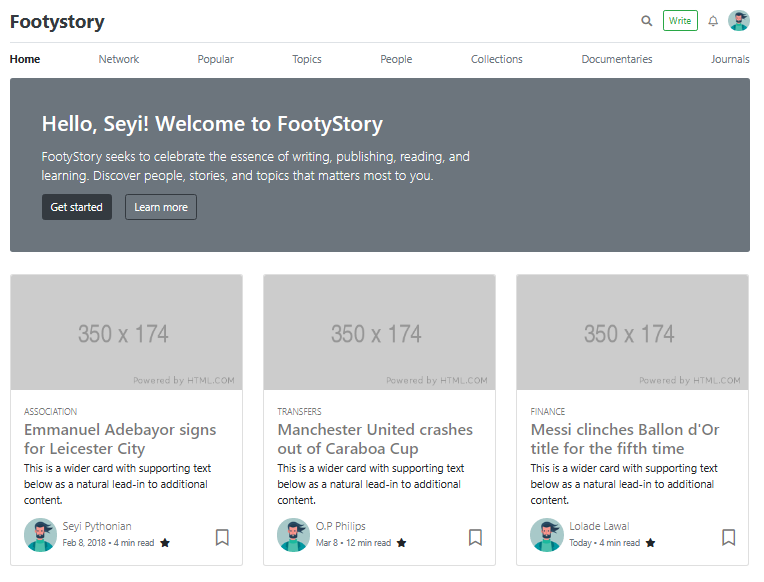 Footystory
Write
Home Network Popular Topics People Collections Documentaries Journals
Hello, Seyi! Welcome to FootyStory
FootyStory seeks to celebrate the essence of writing, publishing, reading, and
learning. Discover people, stories, and topics that matters most to you.
Get started Learn more
350 x 174
Powered by HTML.COM
ASSOCIATION
Emmanuel Adebayor signs
for Leicester City
This is a wider card with supporting text
below as a natural lead-in to additional
content.
Seyi Pythonian
Feb 8, 2018 • 4 min read ★
350 x 174
Powered by HTML.COM
TRANSFERS
Manchester United crashes
out of Caraboa Cup
This is a wider card with supporting text
below as a natural lead-in to additional
content.
O.P Philips
Mar 8 • 12 min read ★
350 x 174
Powered by HTML.COM
FINANCE
Messi clinches Ballon d'Or
title for the fifth time
This is a wider card with supporting text
below as a natural lead-in to additional
content.
Lolade Lawal
Today • 4 min read ★